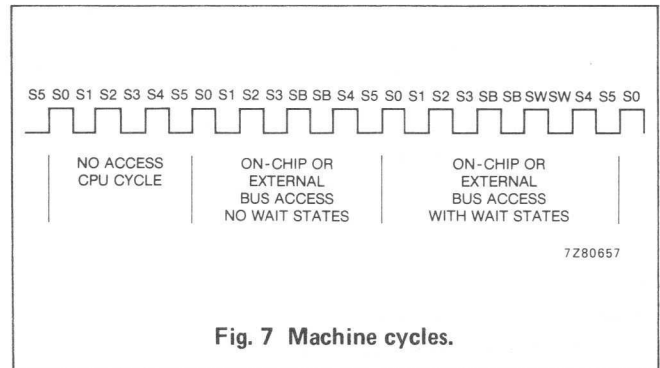 S5 S0 S1 S2 S3 S4 S5 S0 S1 S2 S3 SB SB S4 S5 S0 S1 S2 S3 SB SB SW SW S4 S5 S0
NO ACCESS
CPU CYCLE
ON-CHIP OR
EXTERNAL
BUS ACCESS
NO WAIT STATES
ON-CHIP OR
EXTERNAL
BUS ACCESS
WITH WAIT STATES
7Z80657
Fig. 7 Machine cycles.